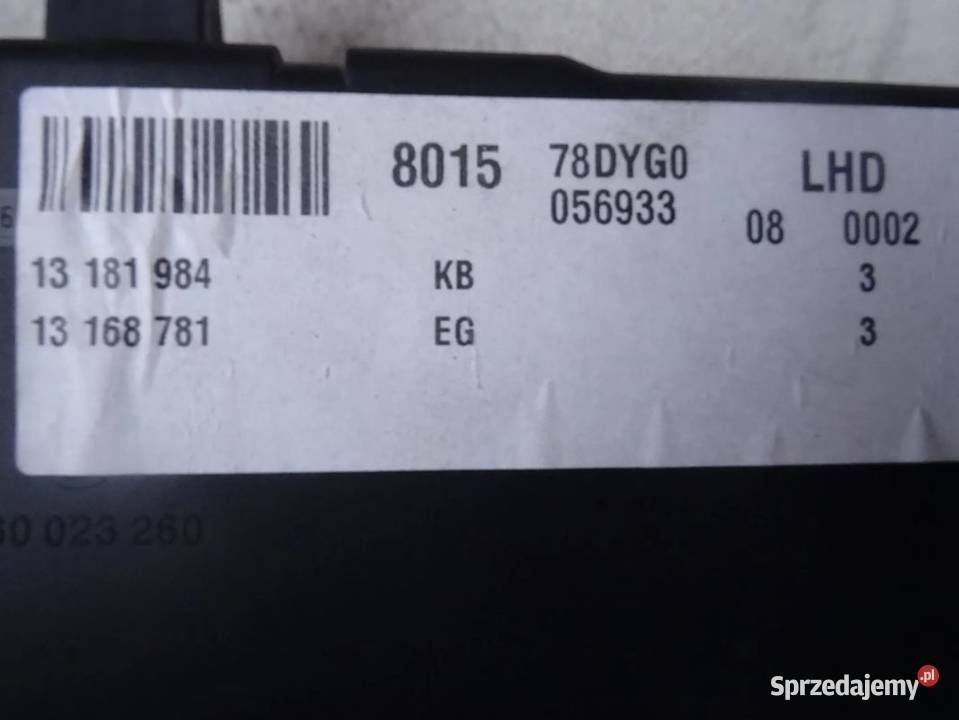 8015 78DYG0 LHD
056933 08 0002
13 181 984 KB 3
13 168 781 EG 3
60 023 260
Sprzedajemy.pl